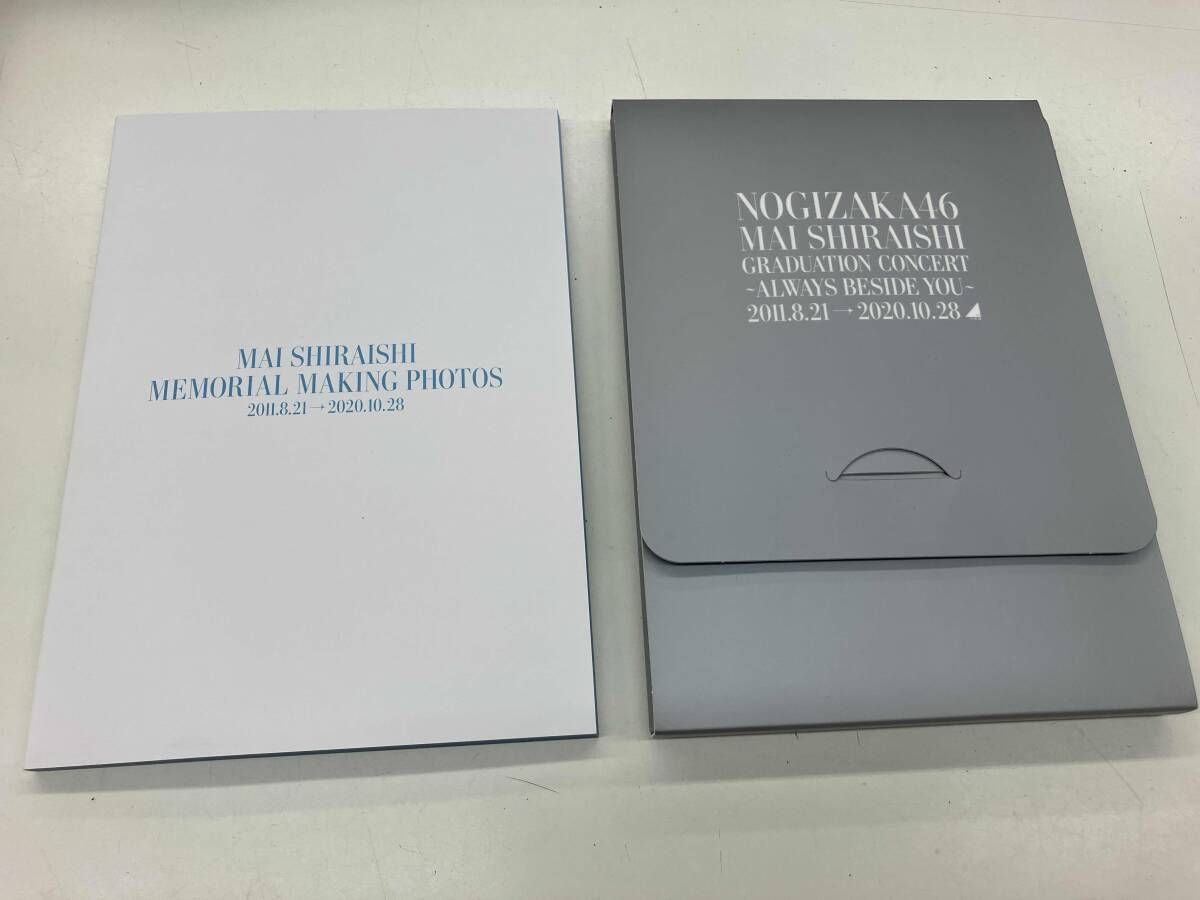 MAI SHIRAISHI
MEMORIAL MAKING PHOTOS
2011.8.21→2020.10.28
NOGIZAKA46
MAI SHIRAISHI
GRADUATION CONCERT
~ALWAYS BESIDE YOU~
2011.8.21→2020.10.28